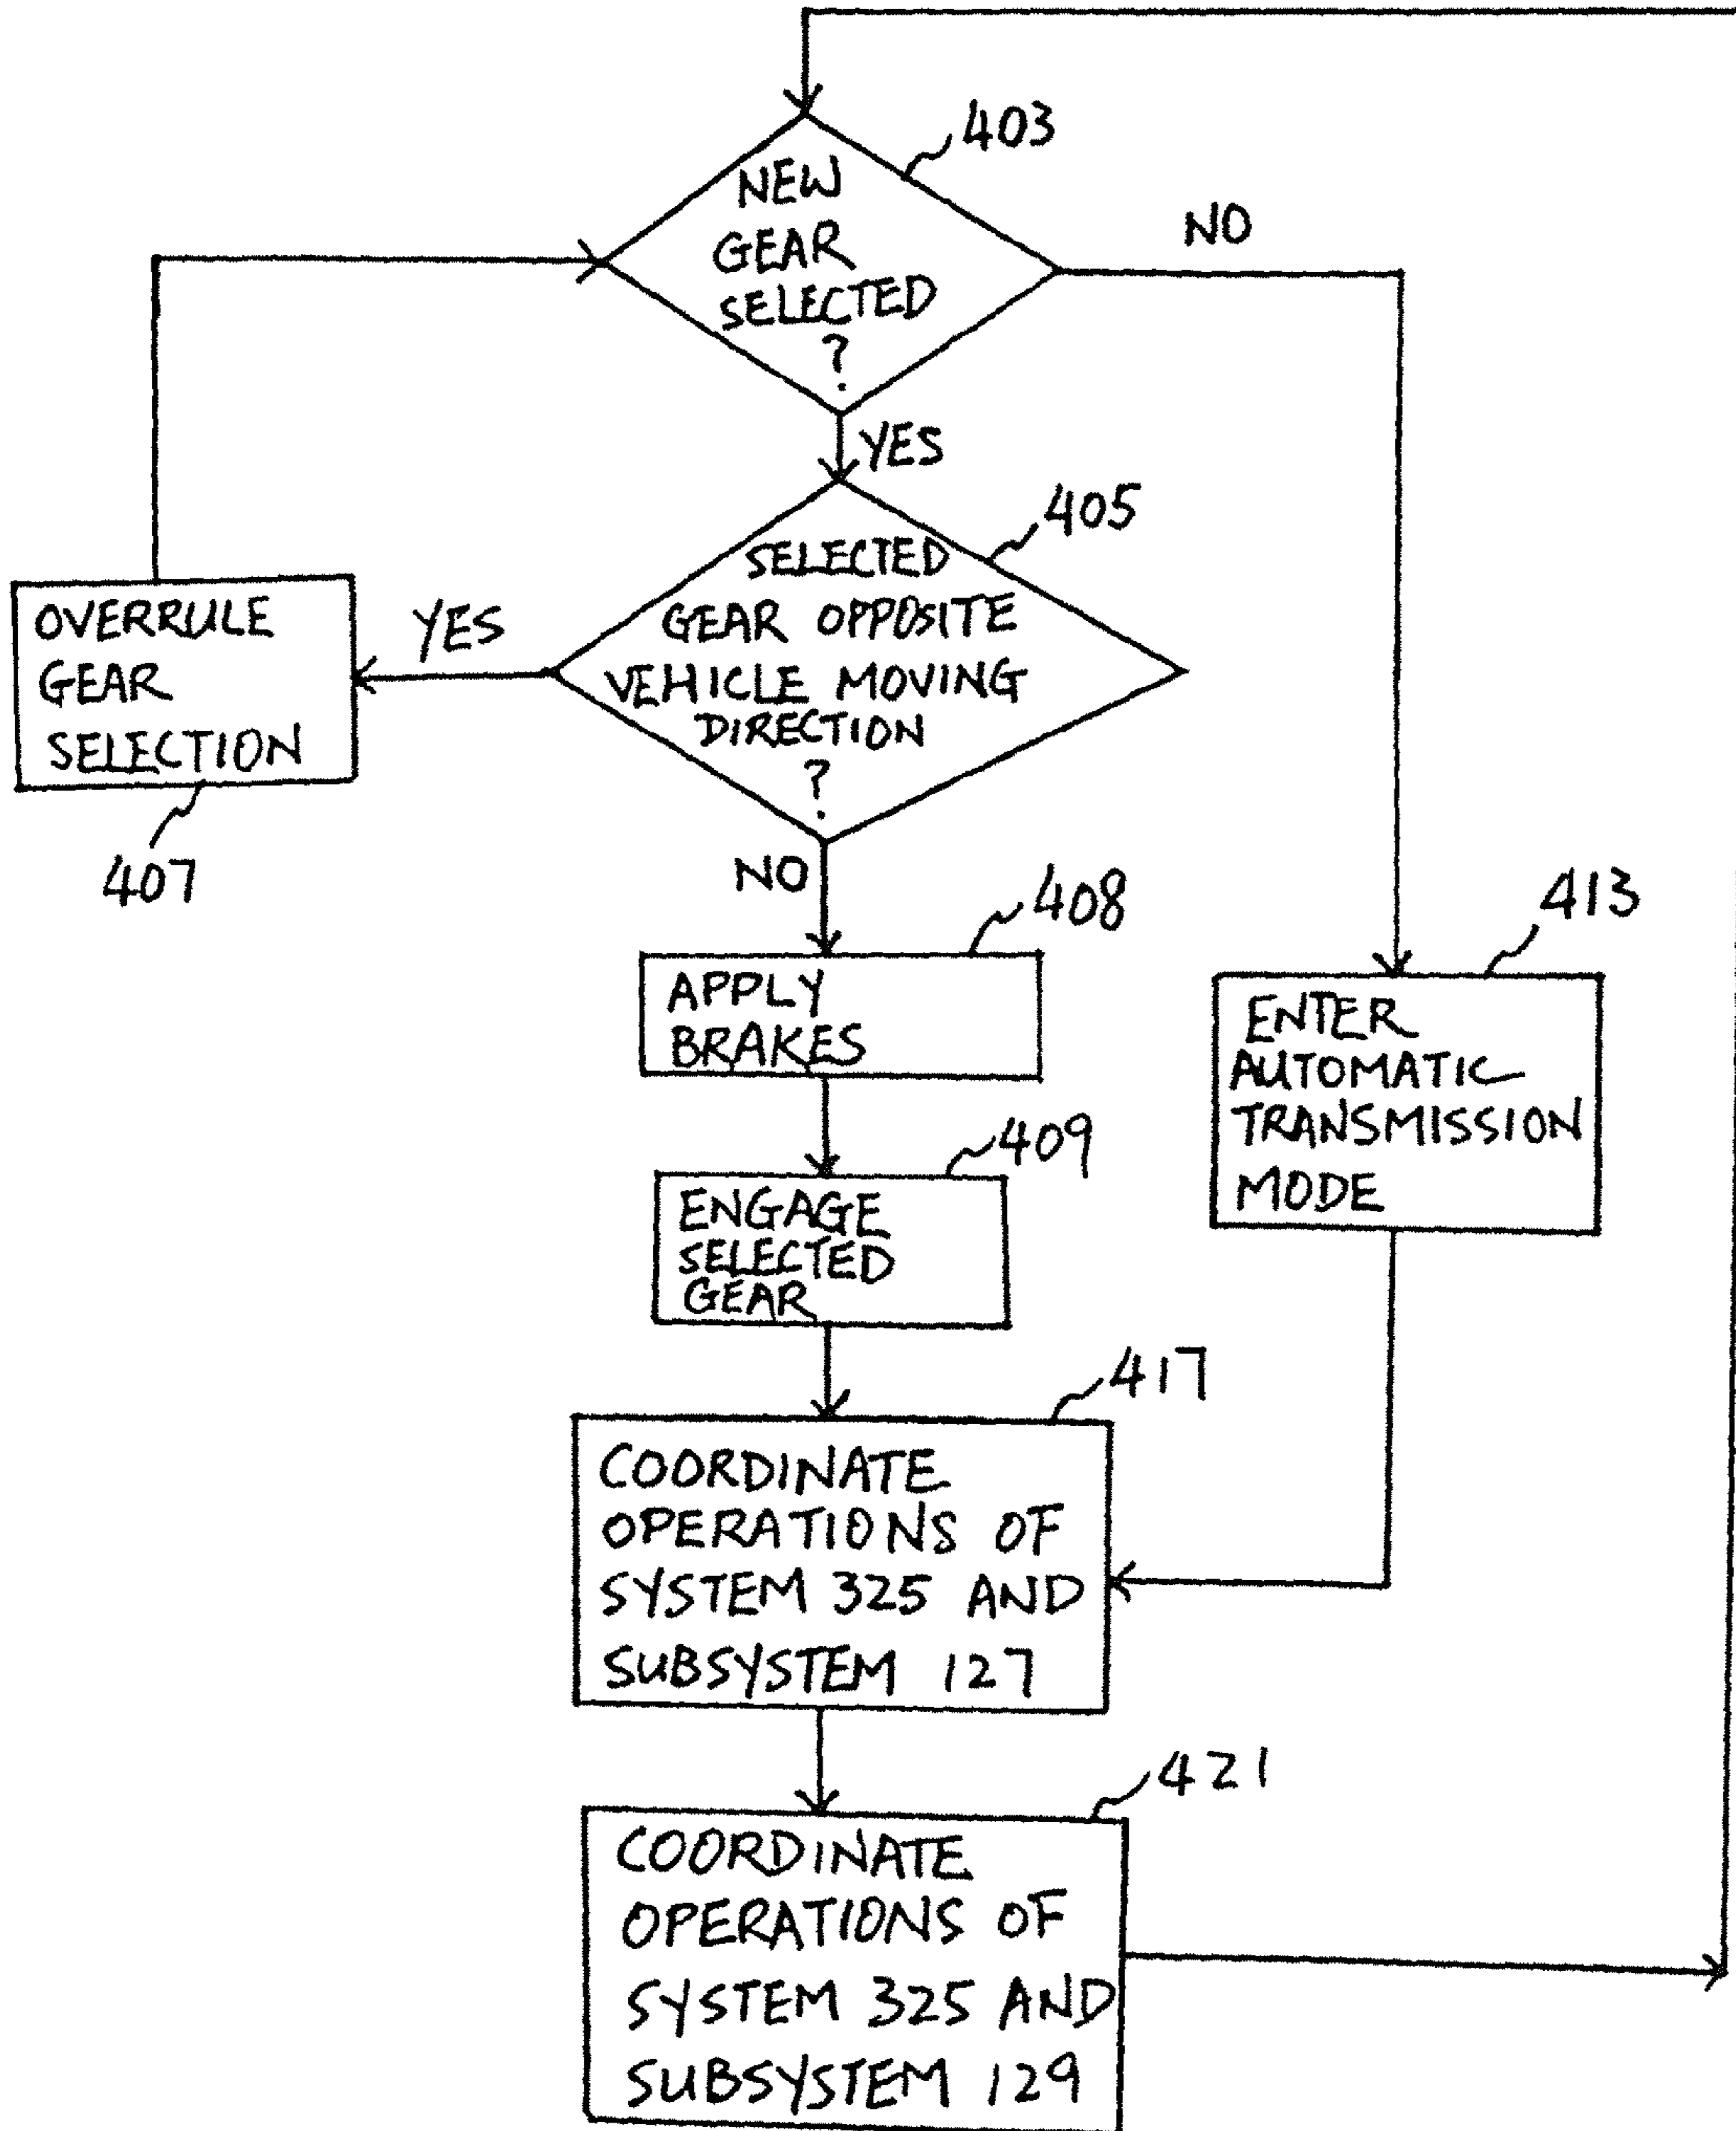 403
NEW
GEAR
SELECTED
?
NO
YES
405
SELECTED
GEAR OPPOSITE
VEHICLE MOVING
DIRECTION
?
YES
OVERRULE
GEAR
SELECTION
407
NO
408
APPLY
BRAKES
413
ENTER
AUTOMATIC
TRANSMISSION
MODE
409
ENGAGE
SELECTED
GEAR
417
COORDINATE
OPERATIONS OF
SYSTEM 325 AND
SUBSYSTEM 127
421
COORDINATE
OPERATIONS OF
SYSTEM 325 AND
SUBSYSTEM 129